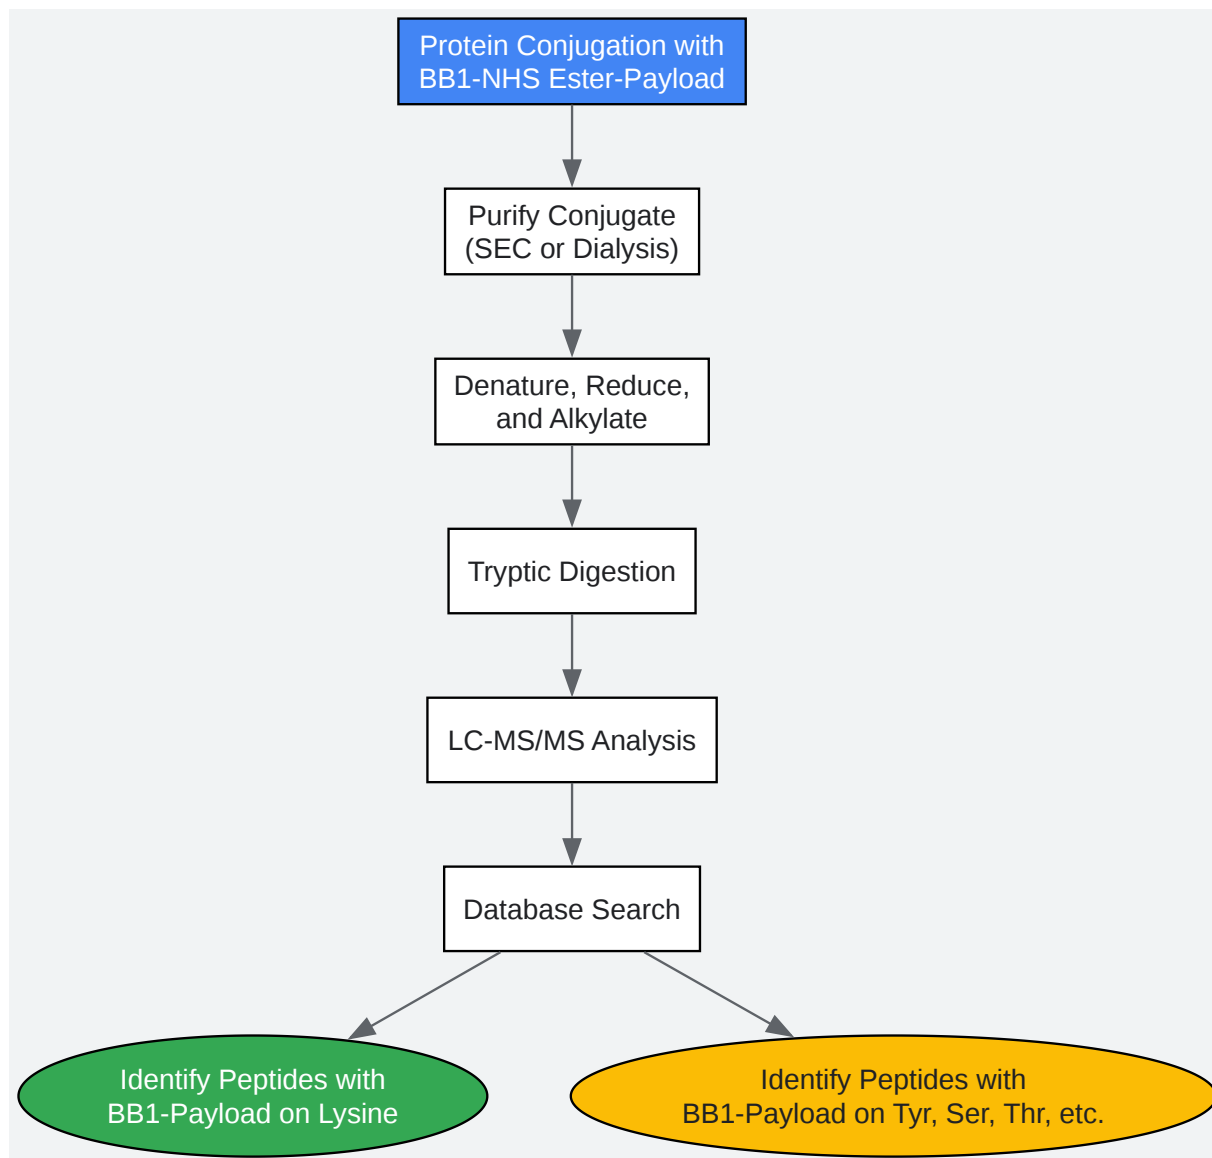 Protein Conjugation with
BB1-NHS Ester-Payload
Purify Conjugate
(SEC or Dialysis)
Denature, Reduce,
and Alkylate
Tryptic Digestion
LC-MS/MS Analysis
Database Search
Identify Peptides with
BB1-Payload on Lysine
Identify Peptides with
BB1-Payload on Tyr, Ser, Thr, etc.